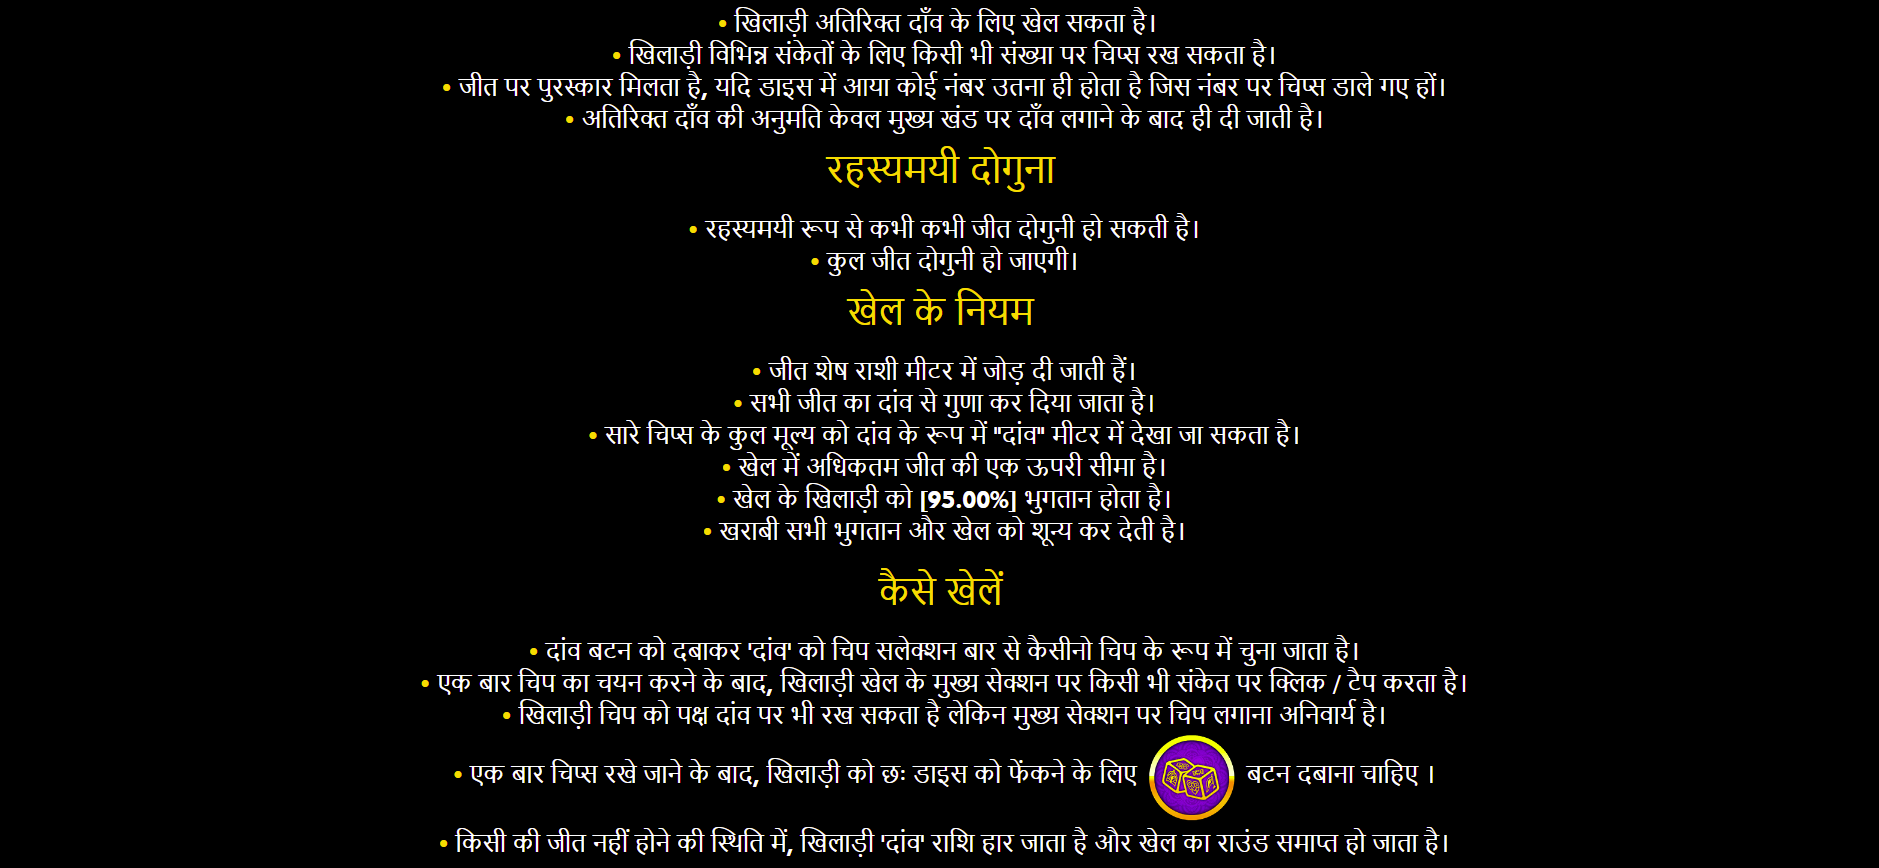 • खिलाड़ी अतिरिक्त दाँव के लिए खेल सकता है।
• खिलाड़ी विभिन्न संकेतों के लिए किसी भी संख्या पर चिप्स रख सकता है।
• जीत पर पुरस्कार मिलता है, यदि डाइस में आया कोई नंबर उतना ही होता है जिस नंबर पर चिप्स डाले गए हों।
• अतिरिक्त दाँव की अनुमति केवल मुख्य खंड पर दाँव लगाने के बाद ही दी जाती है।
रहस्यमयी दोगुना
• रहस्यमयी रूप से कभी कभी जीत दोगुनी हो सकती है।
• कुल जीत दोगुनी हो जाएगी।
खेल के नियम
• जीत शेष राशी मीटर में जोड़ दी जाती हैं।
• सभी जीत का दांव से गुणा कर दिया जाता है।
• सारे चिप्स के कुल मूल्य को दांव के रूप में "दांव" मीटर में देखा जा सकता है।
• खेल में अधिकतम जीत की एक ऊपरी सीमा है।
• खेल के खिलाड़ी को [95.00%] भुगतान होता है।
• खराबी सभी भुगतान और खेल को शून्य कर देती है।
कैसे खेलें
• दांव बटन को दबाकर 'दांव' को चिप सलेक्शन बार से कैसीनो चिप के रूप में चुना जाता है।
• एक बार चिप का चयन करने के बाद, खिलाड़ी खेल के मुख्य सेक्शन पर किसी भी संकेत पर क्लिक / टैप करता है।
• खिलाड़ी चिप को पक्ष दांव पर भी रख सकता है लेकिन मुख्य सेक्शन पर चिप लगाना अनिवार्य है।
• एक बार चिप्स रखे जाने के बाद, खिलाड़ी को छः डाइस को फेंकने के लिए बटन दबाना चाहिए ।
• किसी की जीत नहीं होने की स्थिति में, खिलाड़ी 'दांव' राशि हार जाता है और खेल का राउंड समाप्त हो जाता है।